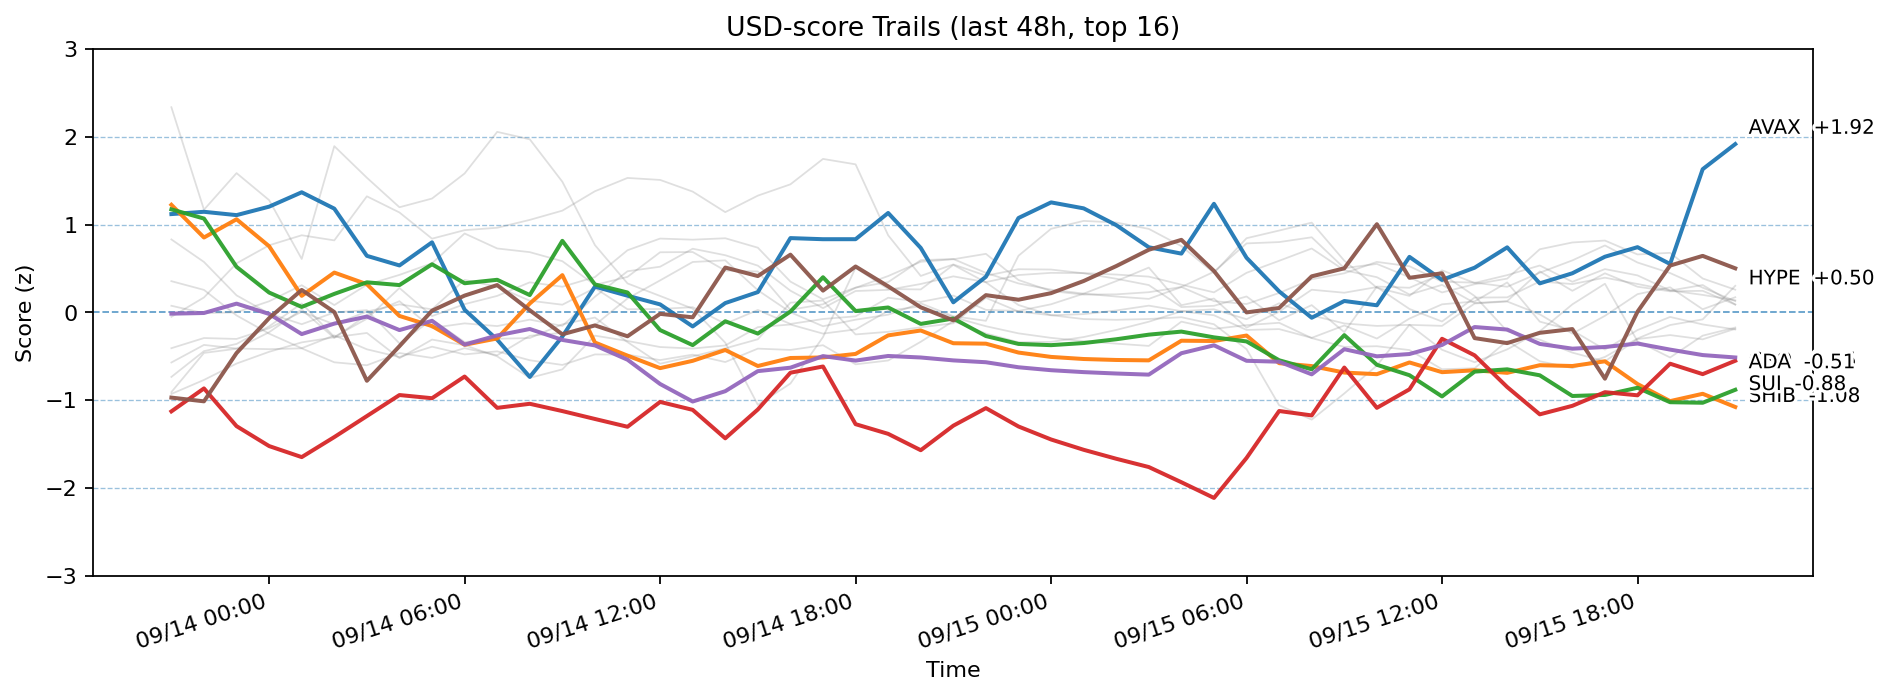 USD-score Trails (last 48h, top 16)
3
2
1
0
−1
−2
−3
Score (z)
AVAX +1.92
HYPE +0.50
ADA -0.51
SUI -0.88
SHIB -1.08
09/14 00:00
09/14 06:00
09/14 12:00
09/14 18:00
09/15 00:00
09/15 06:00
09/15 12:00
09/15 18:00
Time